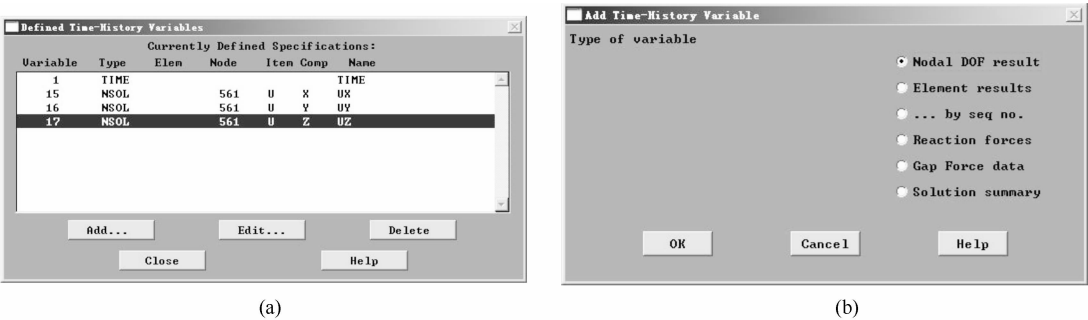 Defined Time-History Variables
Currently Defined Specifications:
Variable Type Elem Node Item Comp Name
1 TIME TIME
15 NSOL 561 U X UX
16 NSOL 561 U Y UY
17 NSOL 561 U Z UZ
Add... Edit... Delete
Close Help
(a)
Add Time-History Variable
Type of variable
Nodal DOF result
Element results
... by seq no.
Reaction forces
Gap Force data
Solution summary
OK Cancel Help
(b)